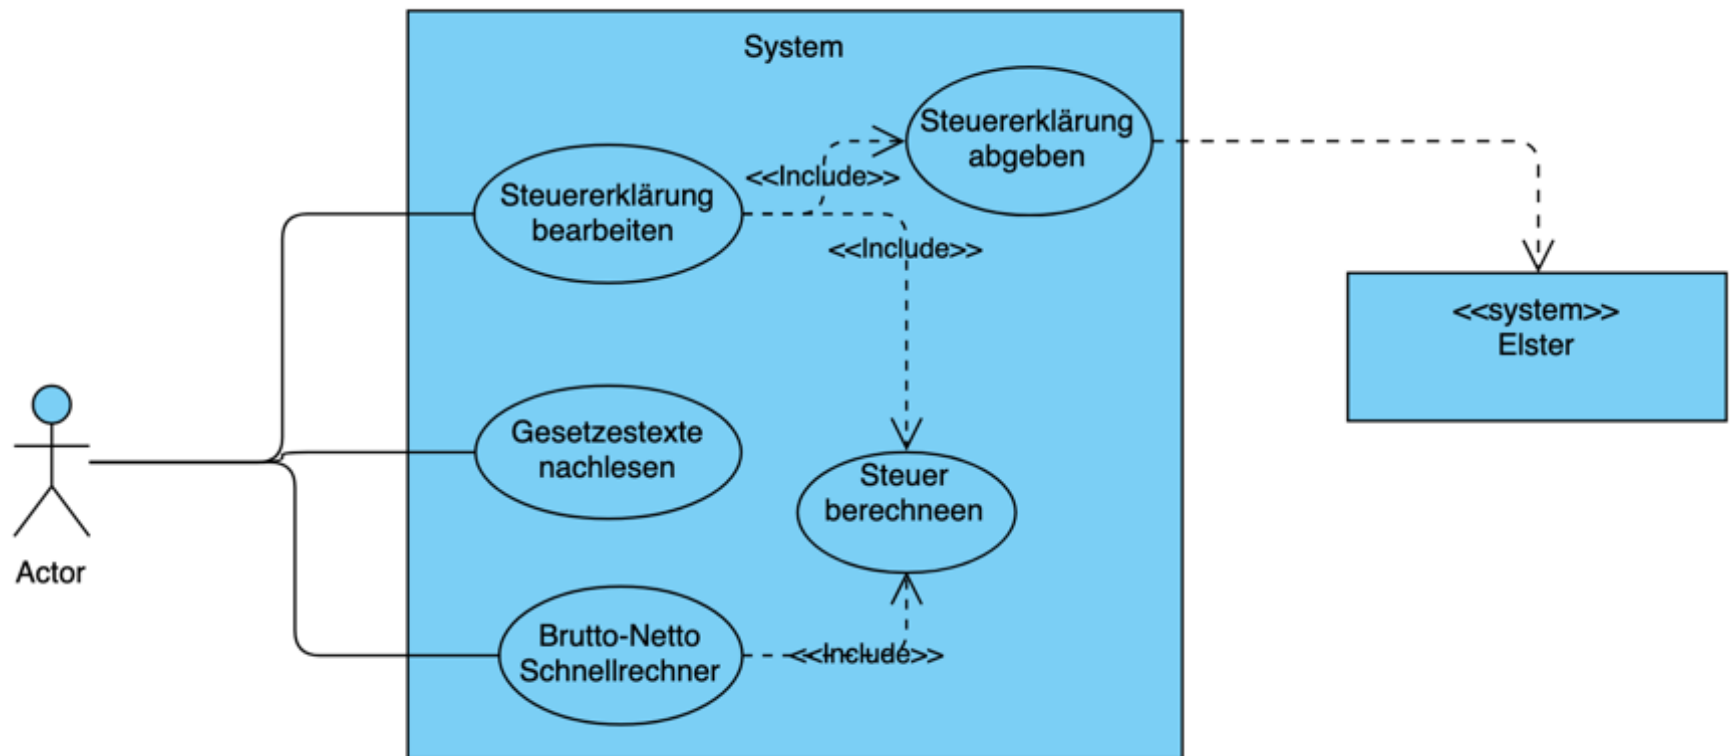 System
Steuererklärung
abgeben
<<Include>>
Steuererklärung
bearbeiten
<<Include>>
<<system>>
Elster
Gesetzestexte
nachlesen
Steuer
berechneen
Actor
Brutto-Netto
Schnellrechner
<<Include>>